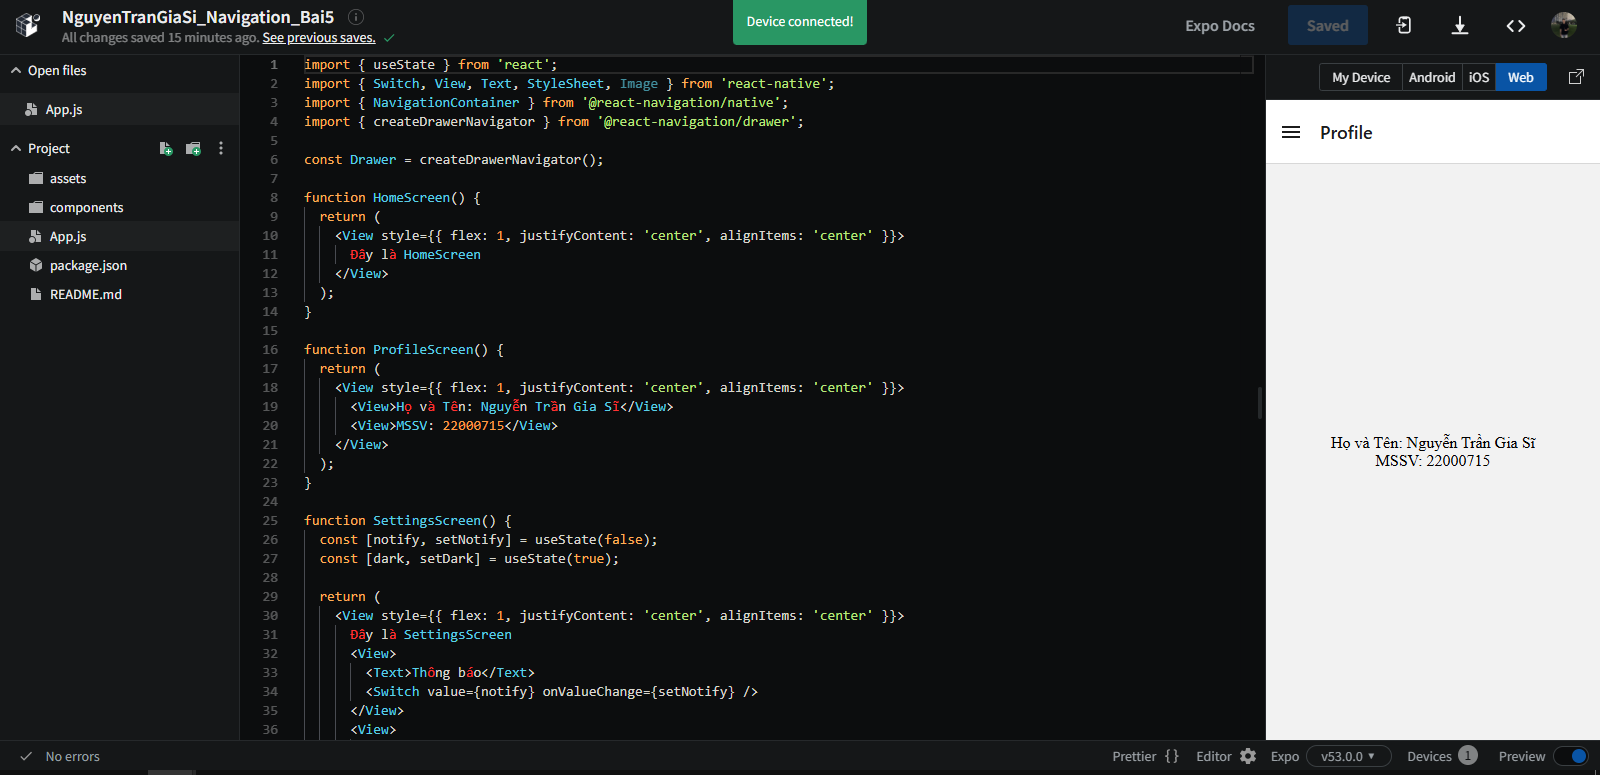 NguyenTranGiaSi_Navigation_Bai5
All changes saved 15 minutes ago. See previous saves.
Device connected!
Expo Docs
Saved
Open files
App.js
Project
assets
components
App.js
package.json
README.md
1 import { useState } from 'react';
2 import { Switch, View, Text, StyleSheet, Image } from 'react-native';
3 import { NavigationContainer } from '@react-navigation/native';
4 import { createDrawerNavigator } from '@react-navigation/drawer';
5
6 const Drawer = createDrawerNavigator();
7
8 function HomeScreen() {
9 return (
10 <View style={{ flex: 1, justifyContent: 'center', alignItems: 'center' }}>
11 Đây là HomeScreen
12 </View>
13 );
14 }
15
16 function ProfileScreen() {
17 return (
18 <View style={{ flex: 1, justifyContent: 'center', alignItems: 'center' }}>
19 <View>Họ và Tên: Nguyễn Trần Gia Sĩ</View>
20 <View>MSSV: 22000715</View>
21 </View>
22 );
23 }
24
25 function SettingsScreen() {
26 const [notify, setNotify] = useState(false);
27 const [dark, setDark] = useState(true);
28
29 return (
30 <View style={{ flex: 1, justifyContent: 'center', alignItems: 'center' }}>
31 Đây là SettingsScreen
32 <View>
33 <Text>Thông báo</Text>
34 <Switch value={notify} onValueChange={setNotify} />
35 </View>
36 <View>
My Device Android iOS Web
Profile
Họ và Tên: Nguyễn Trần Gia Sĩ
MSSV: 22000715
No errors
Prettier { } Editor Expo v53.0.0 Devices 1 Preview